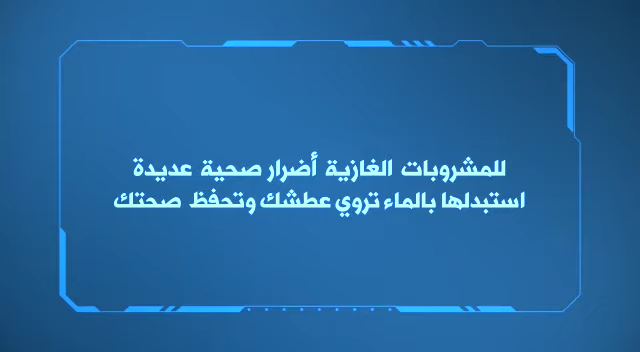 للمشروبات الغازية أضرار صحية عديدة
استبدلها بالماء تروي عطشك وتحفظ صحتك